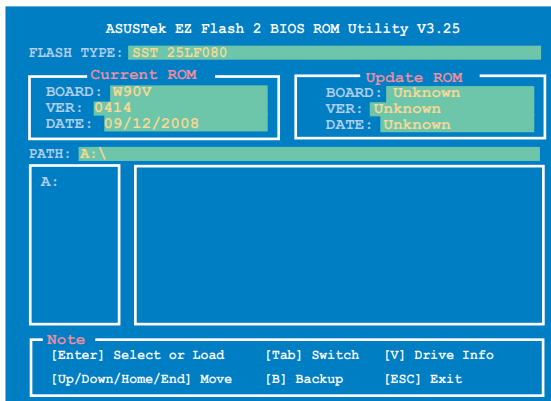 ASUSTek EZ Flash 2 BIOS ROM Utility V3.25
FLASH TYPE: SST 25LF080
Current ROM
BOARD: W90V
VER: 0414
DATE: 09/12/2008
Update ROM
BOARD: Unknown
VER: Unknown
DATE: Unknown
PATH: A:\
A:
Note
[Enter] Select or Load [Tab] Switch [V] Drive Info
[Up/Down/Home/End] Move [B] Backup [ESC] Exit